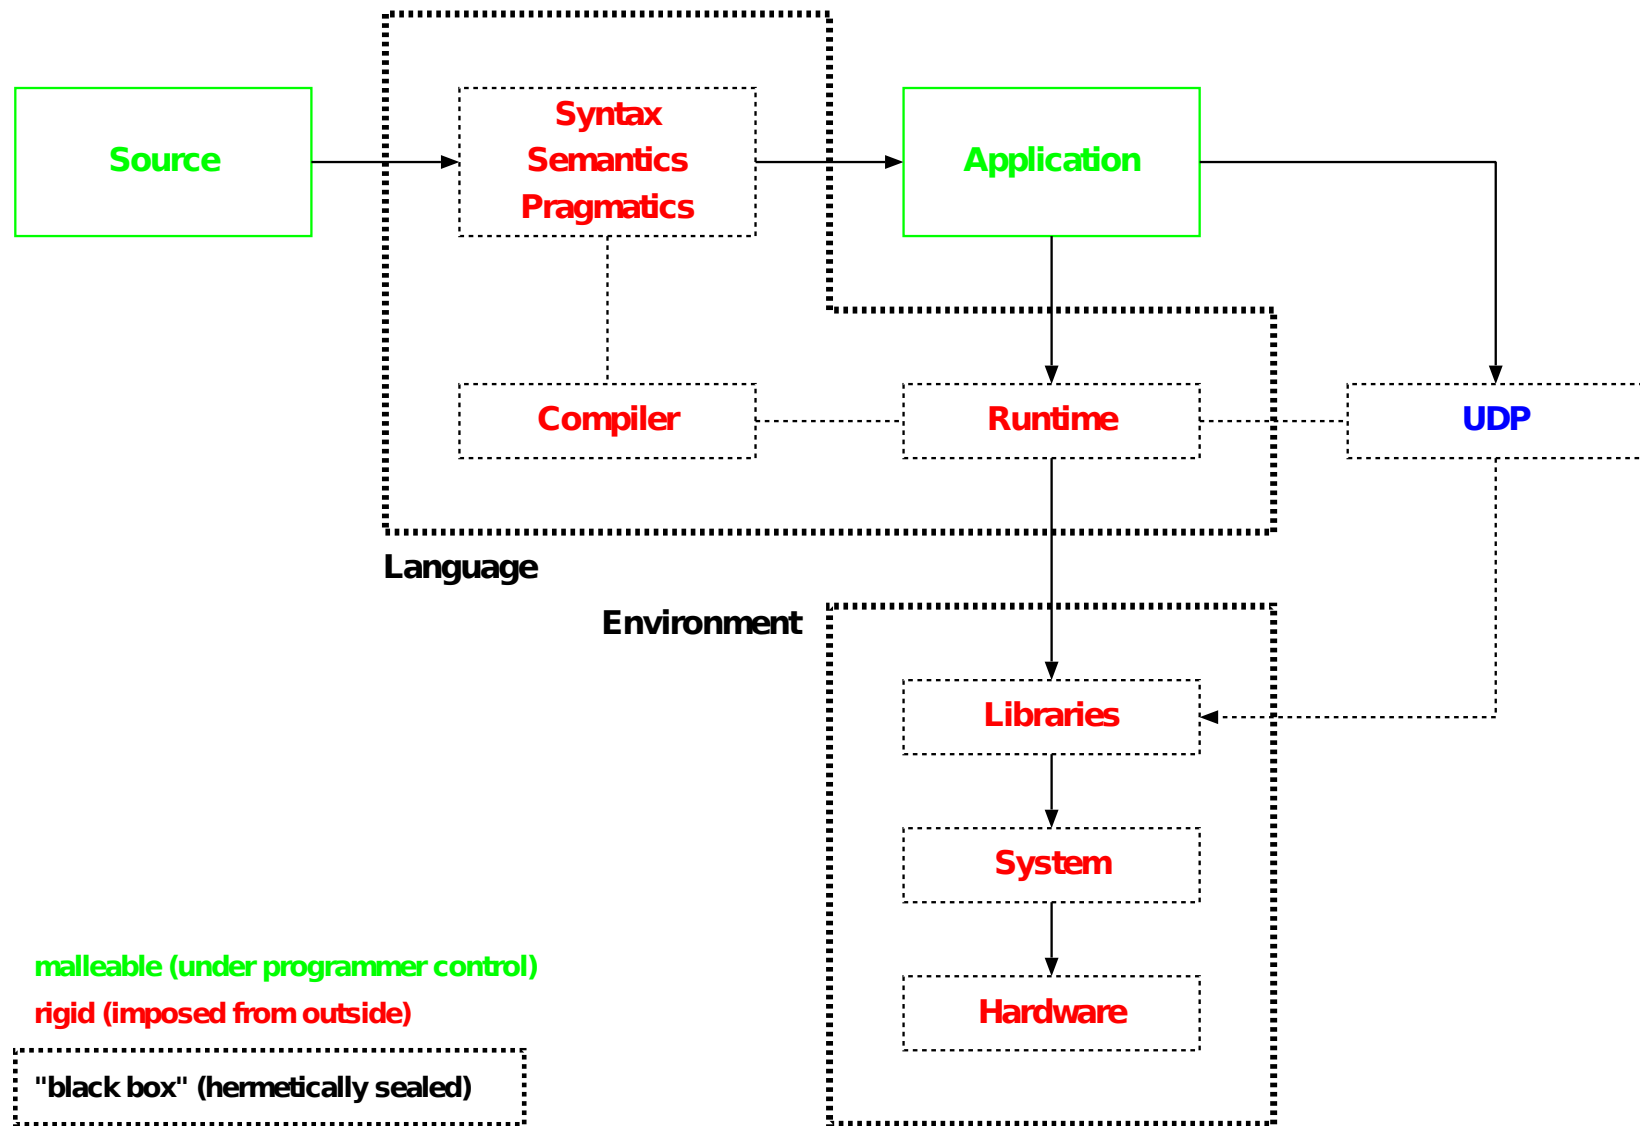 Source
Syntax
Semantics
Pragmatics
Application
Compiler
Runtime
UDP
Language
Environment
Libraries
System
Hardware
malleable (under programmer control)
rigid (imposed from outside)
"black box" (hermetically sealed)